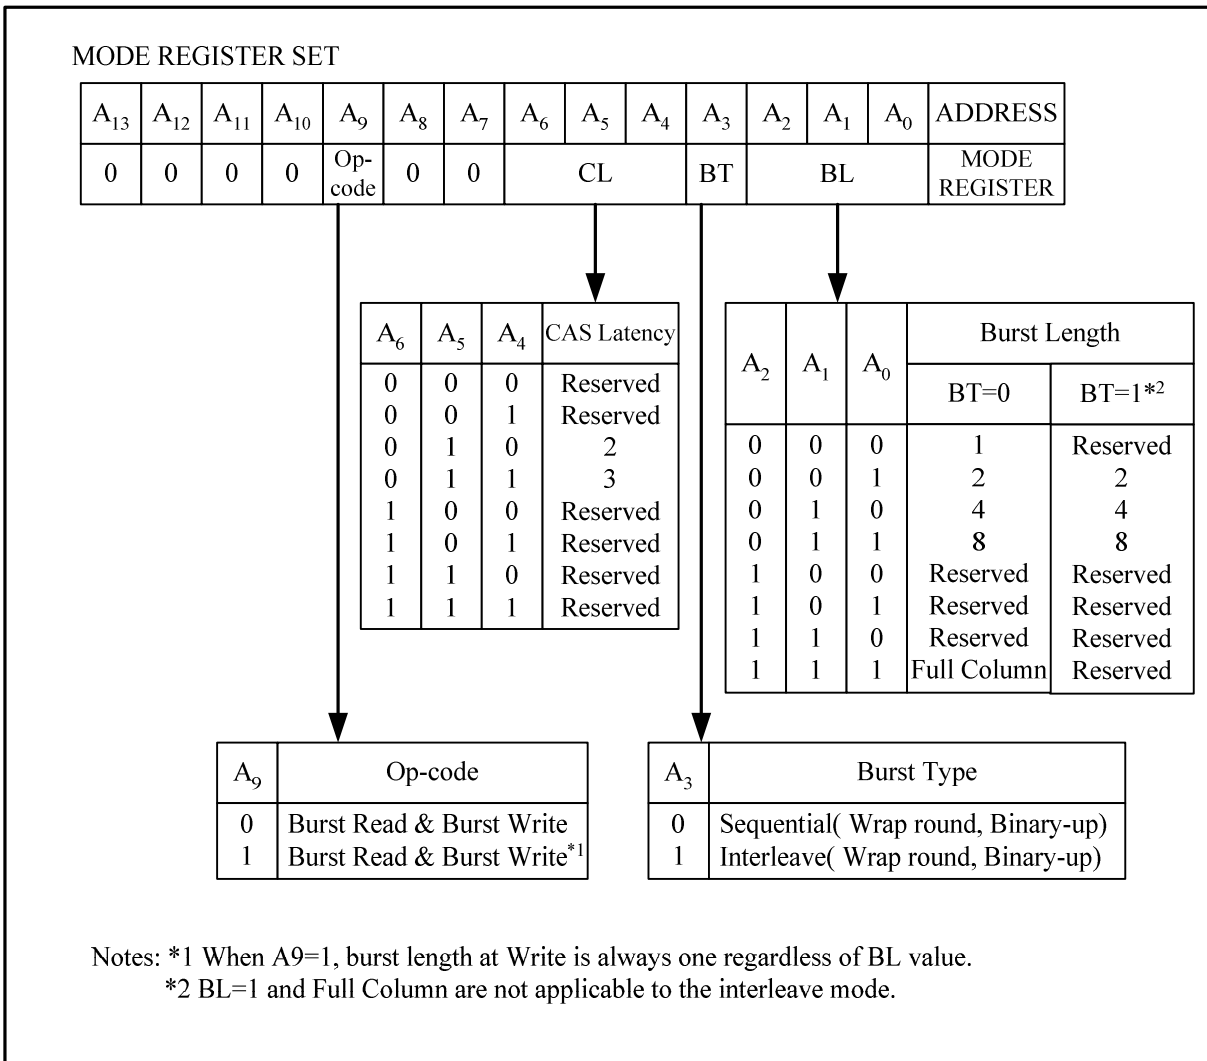 MODE REGISTER SET
A13 A12 A11 A10 A9 A8 A7 A6 A5 A4 A3 A2 A1 A0 ADDRESS
0 0 0 0 Op-code 0 0 CL BT BL MODE REGISTER
A6 A5 A4 CAS Latency
0 0 0 Reserved
0 0 1 Reserved
0 1 0 2
0 1 1 3
1 0 0 Reserved
1 0 1 Reserved
1 1 0 Reserved
1 1 1 Reserved
A2 A1 A0 Burst Length
BT=0 BT=1*2
0 0 0 1 Reserved
0 0 1 2 2
0 1 0 4 4
0 1 1 8 8
1 0 0 Reserved Reserved
1 0 1 Reserved Reserved
1 1 0 Reserved Reserved
1 1 1 Full Column Reserved
A9 Op-code
0 Burst Read & Burst Write
1 Burst Read & Burst Write*1
A3 Burst Type
0 Sequential( Wrap round, Binary-up)
1 Interleave( Wrap round, Binary-up)
Notes: *1 When A9=1, burst length at Write is always one regardless of BL value.
*2 BL=1 and Full Column are not applicable to the interleave mode.